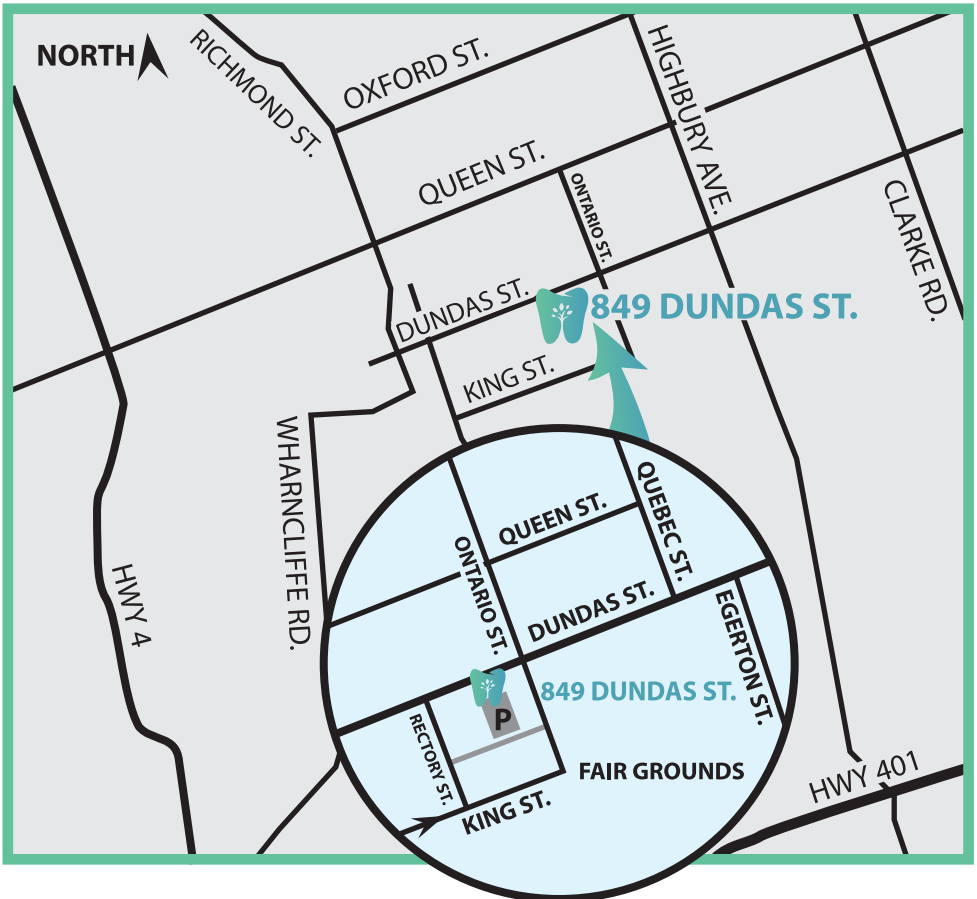 NORTH
RICHMOND ST.
OXFORD ST.
HIGHBURY AVE.
QUEEN ST.
ONTARIO ST.
CLARKE RD.
DUNDAS ST.
849 DUNDAS ST.
KING ST.
WHARNCLIFFE RD.
HWY 4
QUEEN ST.
QUEBEC ST.
ONTARIO ST.
DUNDAS ST.
EGERTON ST.
849 DUNDAS ST.
P
RECTORY ST.
FAIR GROUNDS
KING ST.
HWY 401